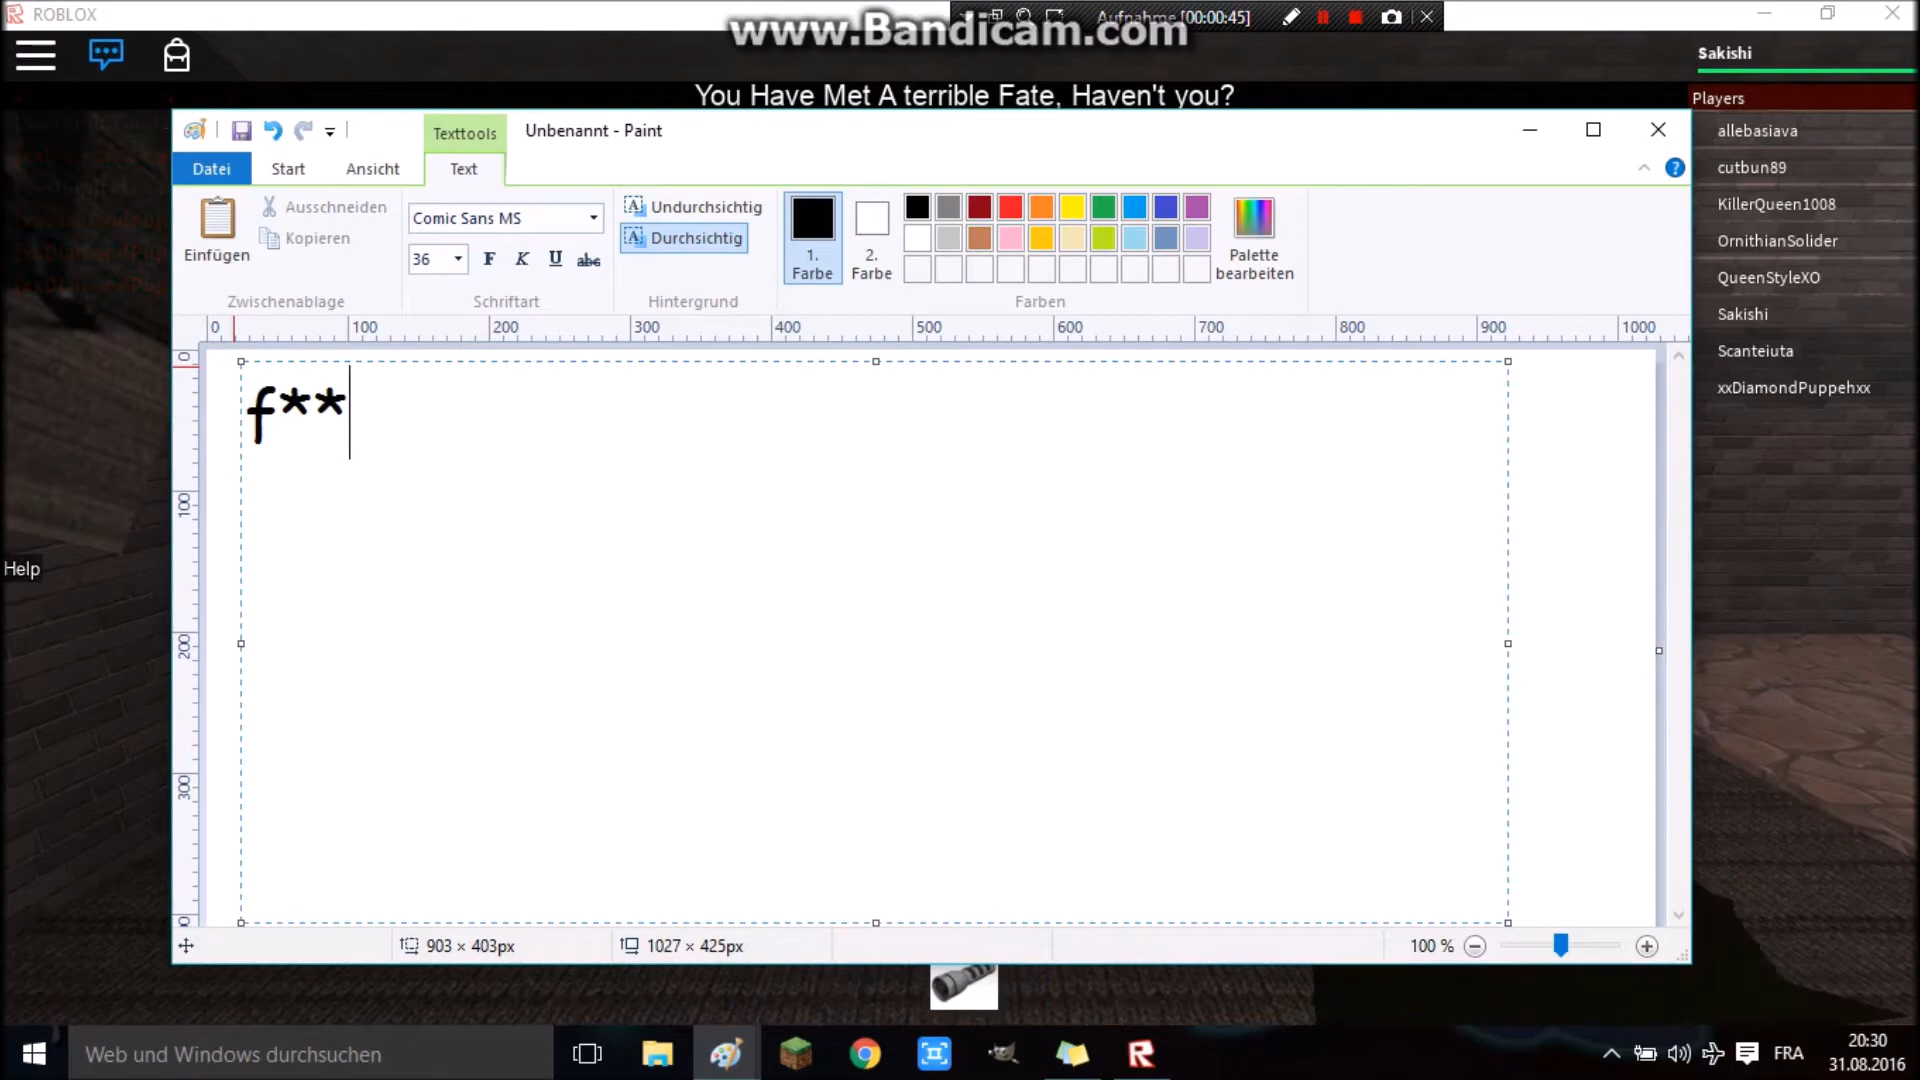 ROBLOX
Aufnahme [00:00:45]
www.Bandicam.com
Sakishi
You Have Met A terrible Fate, Haven't you?
Players
allebasiava
cutbun89
KillerQueen1008
OrnithianSolider
QueenStyleXO
Sakishi
Scanteiuta
xxDiamondPuppehxx
Texttools
Unbenannt - Paint
Datei
Start
Ansicht
Text
Einfügen
Ausschneiden
Kopieren
Zwischenablage
Comic Sans MS
36
F K U abc
Schriftart
Undurchsichtig
Durchsichtig
Hintergrund
1. Farbe
2. Farbe
Palette bearbeiten
Farben
0 100 200 300 400 500 600 700 800 900 1000
0
100
200
300
f**
Help
903 × 403px
1027 × 425px
100 %
Web und Windows durchsuchen
FRA
20:30
31.08.2016